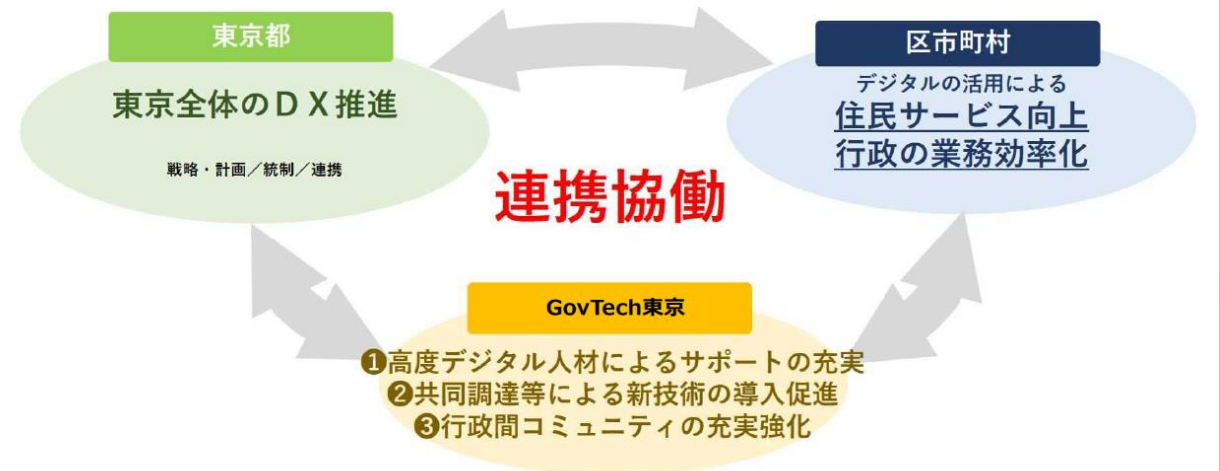 東京都
東京全体のＤＸ推進
戦略・計画／統制／連携
区市町村
デジタルの活用による
住民サービス向上
行政の業務効率化
連携協働
GovTech東京
❶高度デジタル人材によるサポートの充実
❷共同調達等による新技術の導入促進
❸行政間コミュニティの充実強化